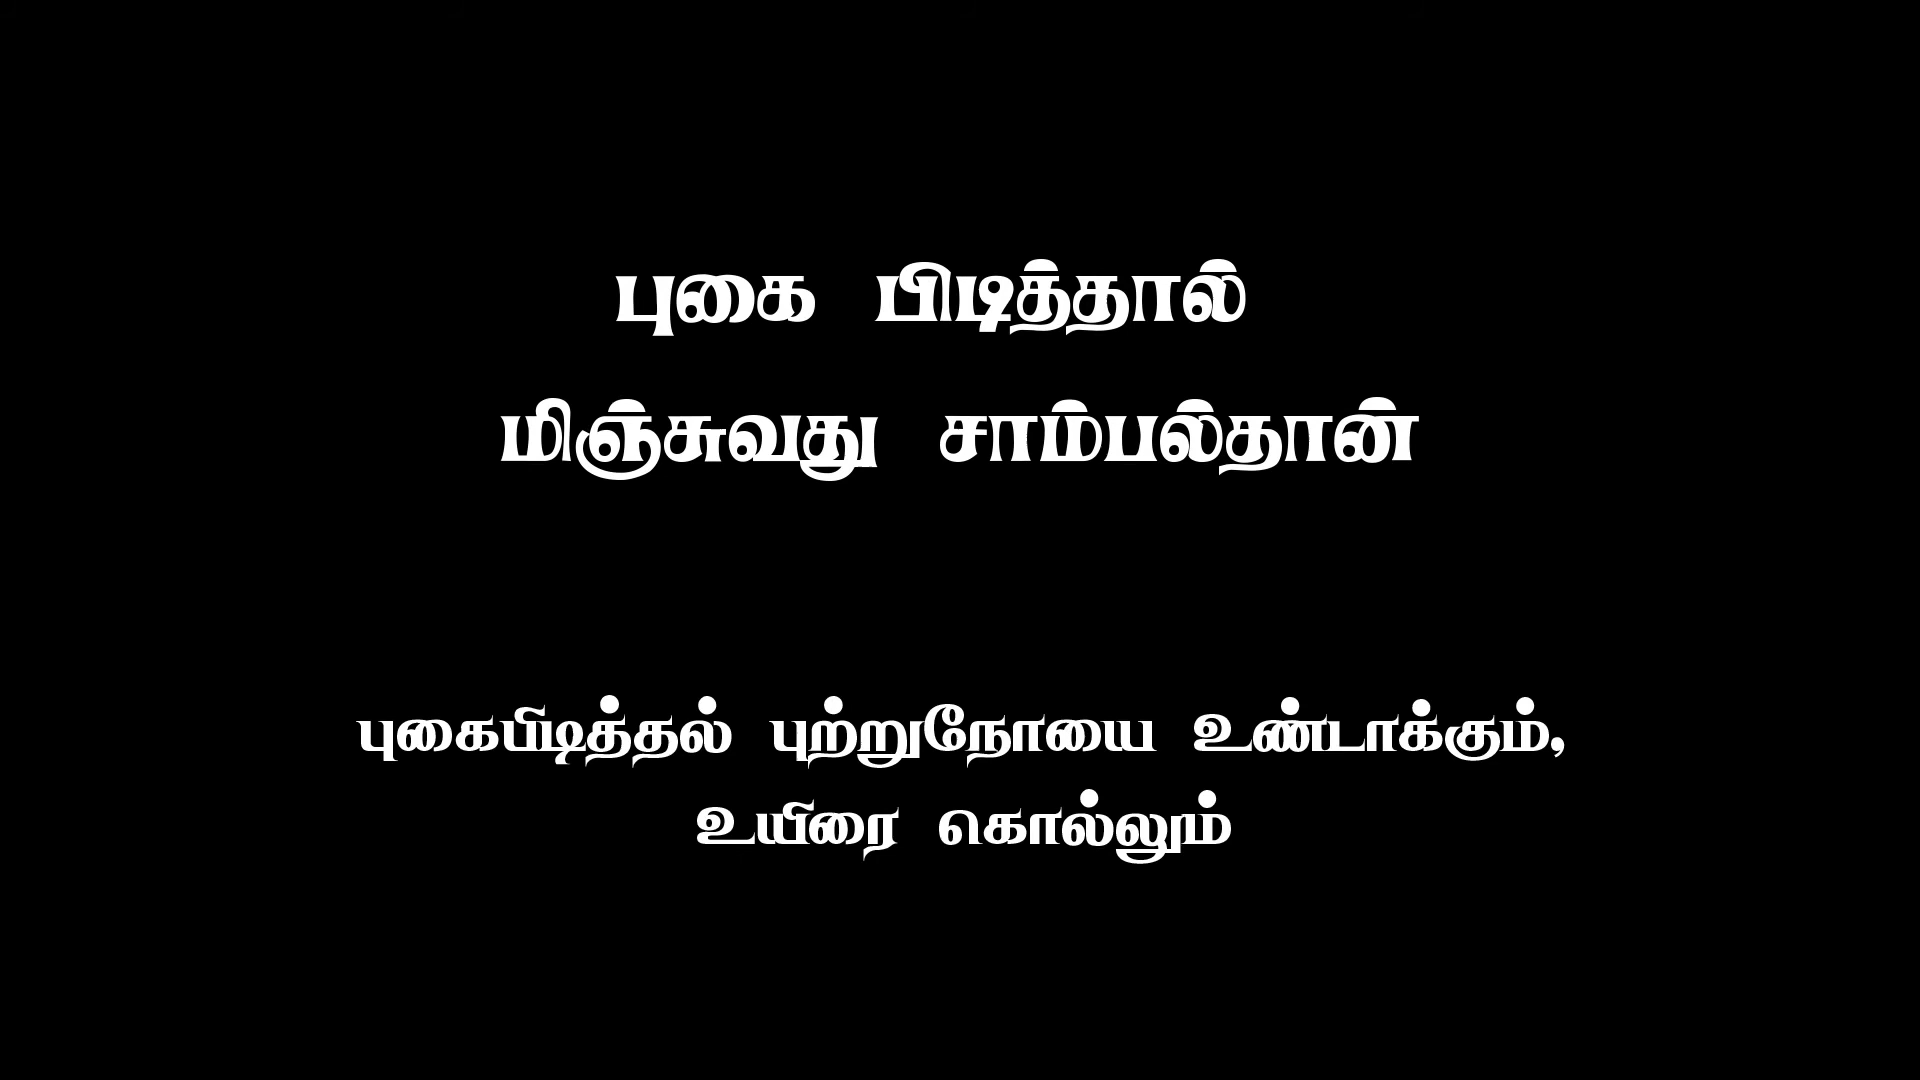 புகை பிடித்தால்
மிஞ்சுவது சாம்பல்தான்
புகைபிடித்தல் புற்றுநோயை உண்டாக்கும்,
உயிரை கொல்லும்